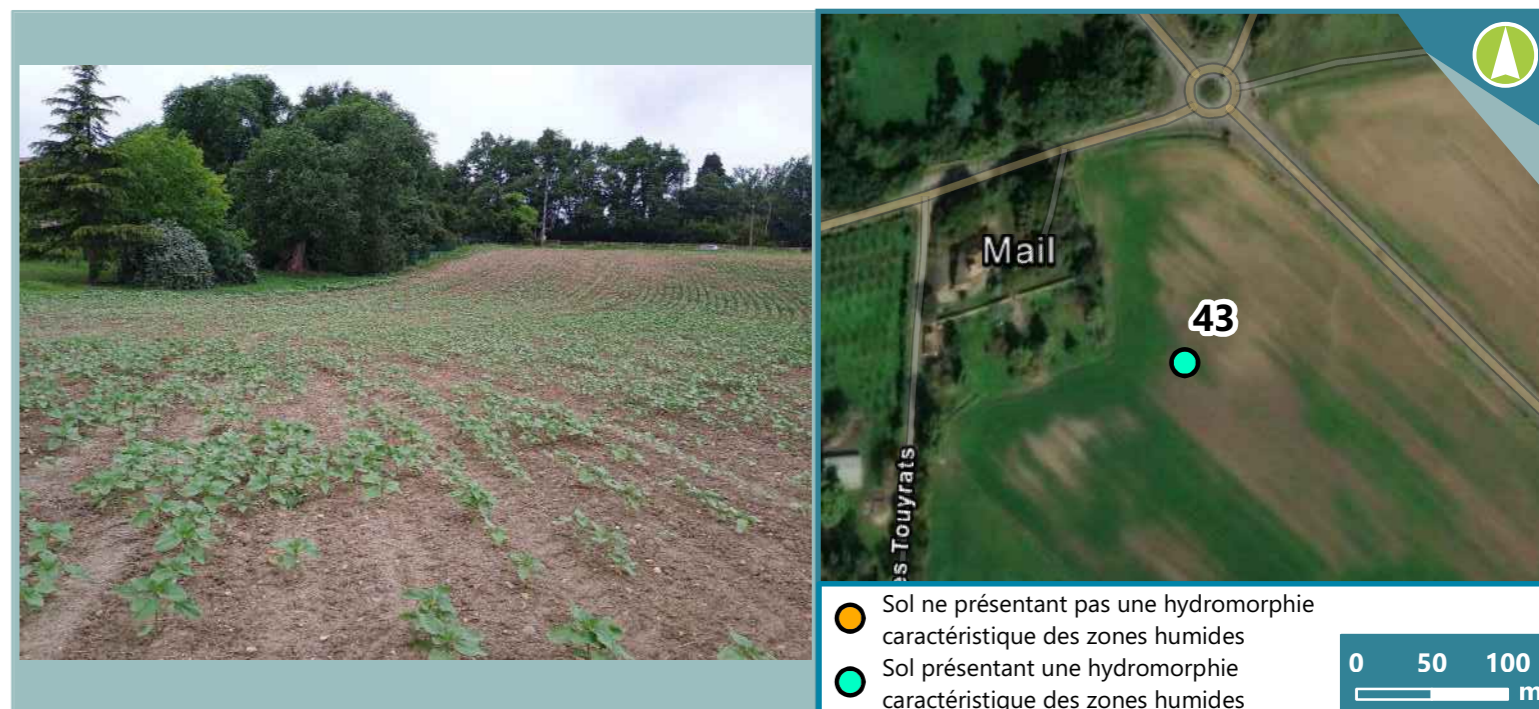 Mail
43
es Touyrats
Sol ne présentant pas une hydromorphie
caractéristique des zones humides
Sol présentant une hydromorphie
caractéristique des zones humides
0 50 100
m